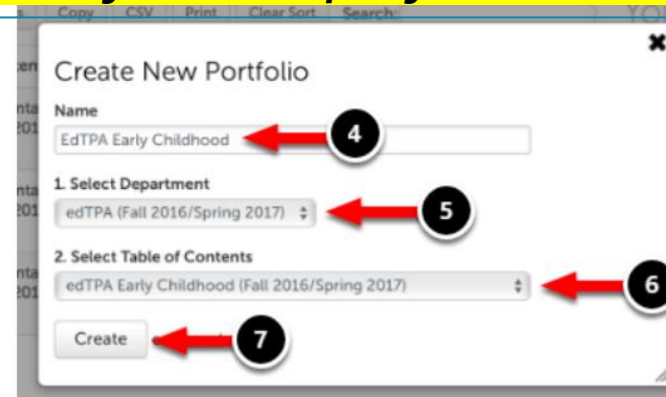 Copy CSV Print Clear Sort Search:
Create New Portfolio
Name
EdTPA Early Childhood
4
1. Select Department
edTPA (Fall 2016/Spring 2017)
5
2. Select Table of Contents
edTPA Early Childhood (Fall 2016/Spring 2017)
6
Create
7